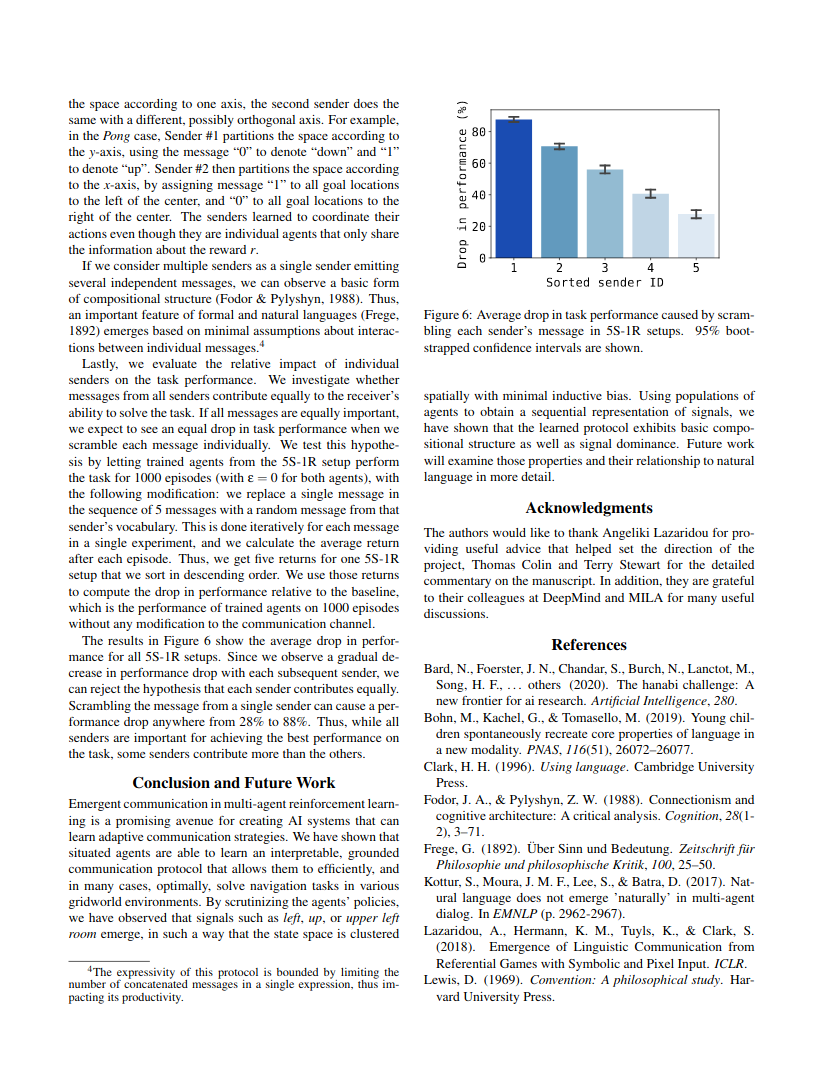 the space according to one axis, the second sender does the
same with a different, possibly orthogonal axis. For example,
in the Pong case, Sender #1 partitions the space according to
the y-axis, using the message “0” to denote “down” and “1”
to denote “up”. Sender #2 then partitions the space according
to the x-axis, by assigning message “1” to all goal locations
to the left of the center, and “0” to all goal locations to the
right of the center. The senders learned to coordinate their
actions even though they are individual agents that only share
the information about the reward r.
If we consider multiple senders as a single sender emitting
several independent messages, we can observe a basic form
of compositional structure (Fodor & Pylyshyn, 1988). Thus,
an important feature of formal and natural languages (Frege,
1892) emerges based on minimal assumptions about interac-
tions between individual messages.4
Lastly, we evaluate the relative impact of individual
senders on the task performance. We investigate whether
messages from all senders contribute equally to the receiver's
ability to solve the task. If all messages are equally important,
we expect to see an equal drop in task performance when we
scramble each message individually. We test this hypothe-
sis by letting trained agents from the 5S-1R setup perform
the task for 1000 episodes (with ε = 0 for both agents), with
the following modification: we replace a single message in
the sequence of 5 messages with a random message from that
sender's vocabulary. This is done iteratively for each message
in a single experiment, and we calculate the average return
after each episode. Thus, we get five returns for one 5S-1R
setup that we sort in descending order. We use those returns
to compute the drop in performance relative to the baseline,
which is the performance of trained agents on 1000 episodes
without any modification to the communication channel.
The results in Figure 6 show the average drop in perfor-
mance for all 5S-1R setups. Since we observe a gradual de-
crease in performance drop with each subsequent sender, we
can reject the hypothesis that each sender contributes equally.
Scrambling the message from a single sender can cause a per-
formance drop anywhere from 28% to 88%. Thus, while all
senders are important for achieving the best performance on
the task, some senders contribute more than the others.
Conclusion and Future Work
Emergent communication in multi-agent reinforcement learn-
ing is a promising avenue for creating AI systems that can
learn adaptive communication strategies. We have shown that
situated agents are able to learn an interpretable, grounded
communication protocol that allows them to efficiently, and
in many cases, optimally, solve navigation tasks in various
gridworld environments. By scrutinizing the agents' policies,
we have observed that signals such as left, up, or upper left
room emerge, in such a way that the state space is clustered
4The expressivity of this protocol is bounded by limiting the
number of concatenated messages in a single expression, thus im-
pacting its productivity.
Drop in performance (%)
80
60
40
20
0
1 2 3 4 5
Sorted sender ID
Figure 6: Average drop in task performance caused by scram-
bling each sender's message in 5S-1R setups. 95% boot-
strapped confidence intervals are shown.
spatially with minimal inductive bias. Using populations of
agents to obtain a sequential representation of signals, we
have shown that the learned protocol exhibits basic compo-
sitional structure as well as signal dominance. Future work
will examine those properties and their relationship to natural
language in more detail.
Acknowledgments
The authors would like to thank Angeliki Lazaridou for pro-
viding useful advice that helped set the direction of the
project, Thomas Colin and Terry Stewart for the detailed
commentary on the manuscript. In addition, they are grateful
to their colleagues at DeepMind and MILA for many useful
discussions.
References
Bard, N., Foerster, J. N., Chandar, S., Burch, N., Lanctot, M.,
Song, H. F., … others (2020). The hanabi challenge: A
new frontier for ai research. Artificial Intelligence, 280.
Bohn, M., Kachel, G., & Tomasello, M. (2019). Young chil-
dren spontaneously recreate core properties of language in
a new modality. PNAS, 116(51), 26072–26077.
Clark, H. H. (1996). Using language. Cambridge University
Press.
Fodor, J. A., & Pylyshyn, Z. W. (1988). Connectionism and
cognitive architecture: A critical analysis. Cognition, 28(1-
2), 3–71.
Frege, G. (1892). Über Sinn und Bedeutung. Zeitschrift für
Philosophie und philosophische Kritik, 100, 25–50.
Kottur, S., Moura, J. M. F., Lee, S., & Batra, D. (2017). Nat-
ural language does not emerge 'naturally' in multi-agent
dialog. In EMNLP (p. 2962-2967).
Lazaridou, A., Hermann, K. M., Tuyls, K., & Clark, S.
(2018). Emergence of Linguistic Communication from
Referential Games with Symbolic and Pixel Input. ICLR.
Lewis, D. (1969). Convention: A philosophical study. Har-
vard University Press.